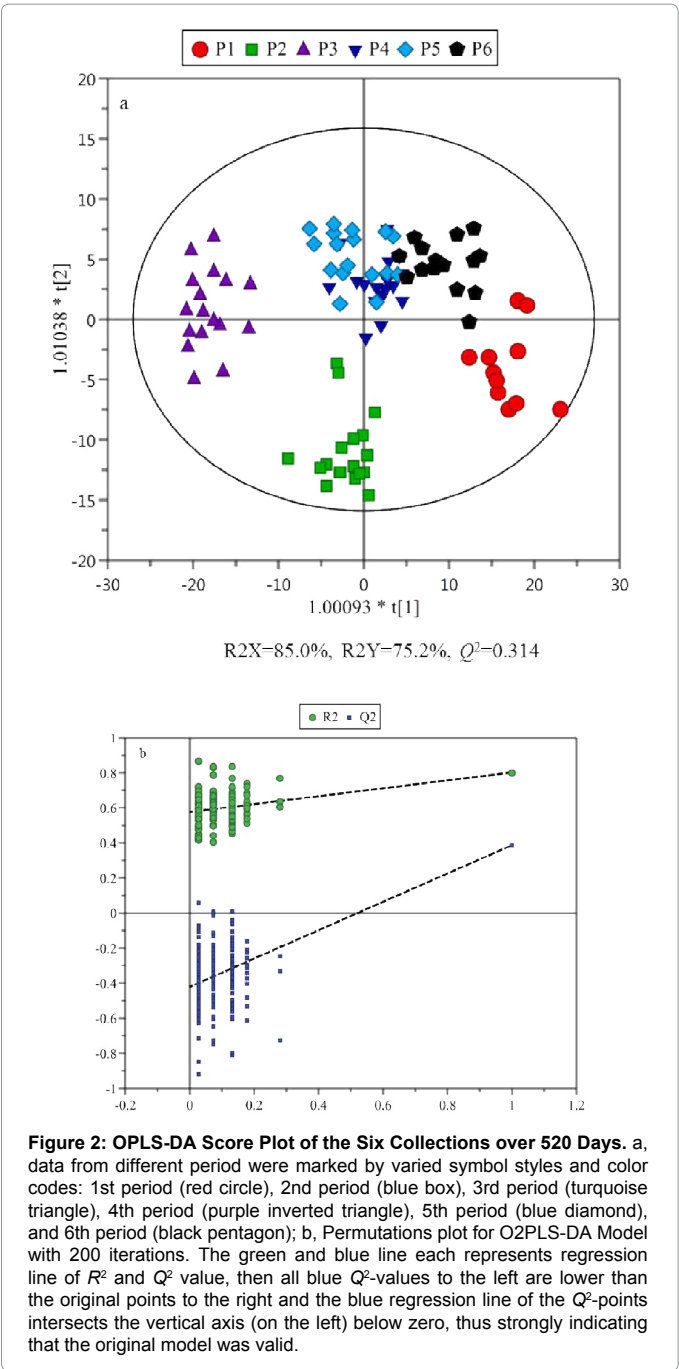 P1 P2 P3 P4 P5 P6
20
a
15
10
5
0
-5
-10
-15
-20
1.01038 * t[2]
-30 -20 -10 0 10 20 30
1.00093 * t[1]
R2X=85.0%, R2Y=75.2%, Q²=0.314
R2 Q2
1
b
0.8
0.6
0.4
0.2
0
-0.2
-0.4
-0.6
-0.8
-1
-0.2 0 0.2 0.4 0.6 0.8 1 1.2
Figure 2: OPLS-DA Score Plot of the Six Collections over 520 Days. a,
data from different period were marked by varied symbol styles and color
codes: 1st period (red circle), 2nd period (blue box), 3rd period (turquoise
triangle), 4th period (purple inverted triangle), 5th period (blue diamond),
and 6th period (black pentagon); b, Permutations plot for O2PLS-DA Model
with 200 iterations. The green and blue line each represents regression
line of R² and Q² value, then all blue Q²-values to the left are lower than
the original points to the right and the blue regression line of the Q²-points
intersects the vertical axis (on the left) below zero, thus strongly indicating
that the original model was valid.